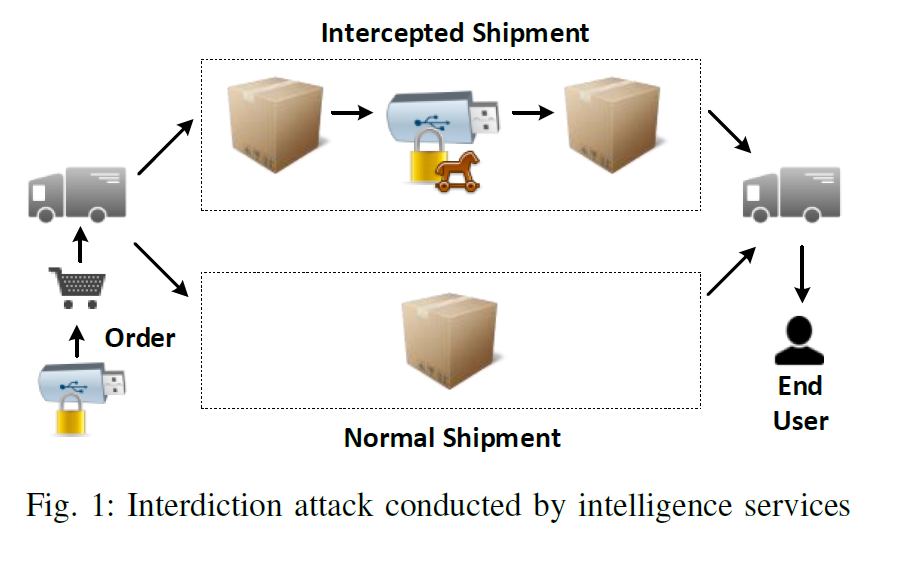 Intercepted Shipment
Order
Normal Shipment
End
User
Fig. 1: Interdiction attack conducted by intelligence services